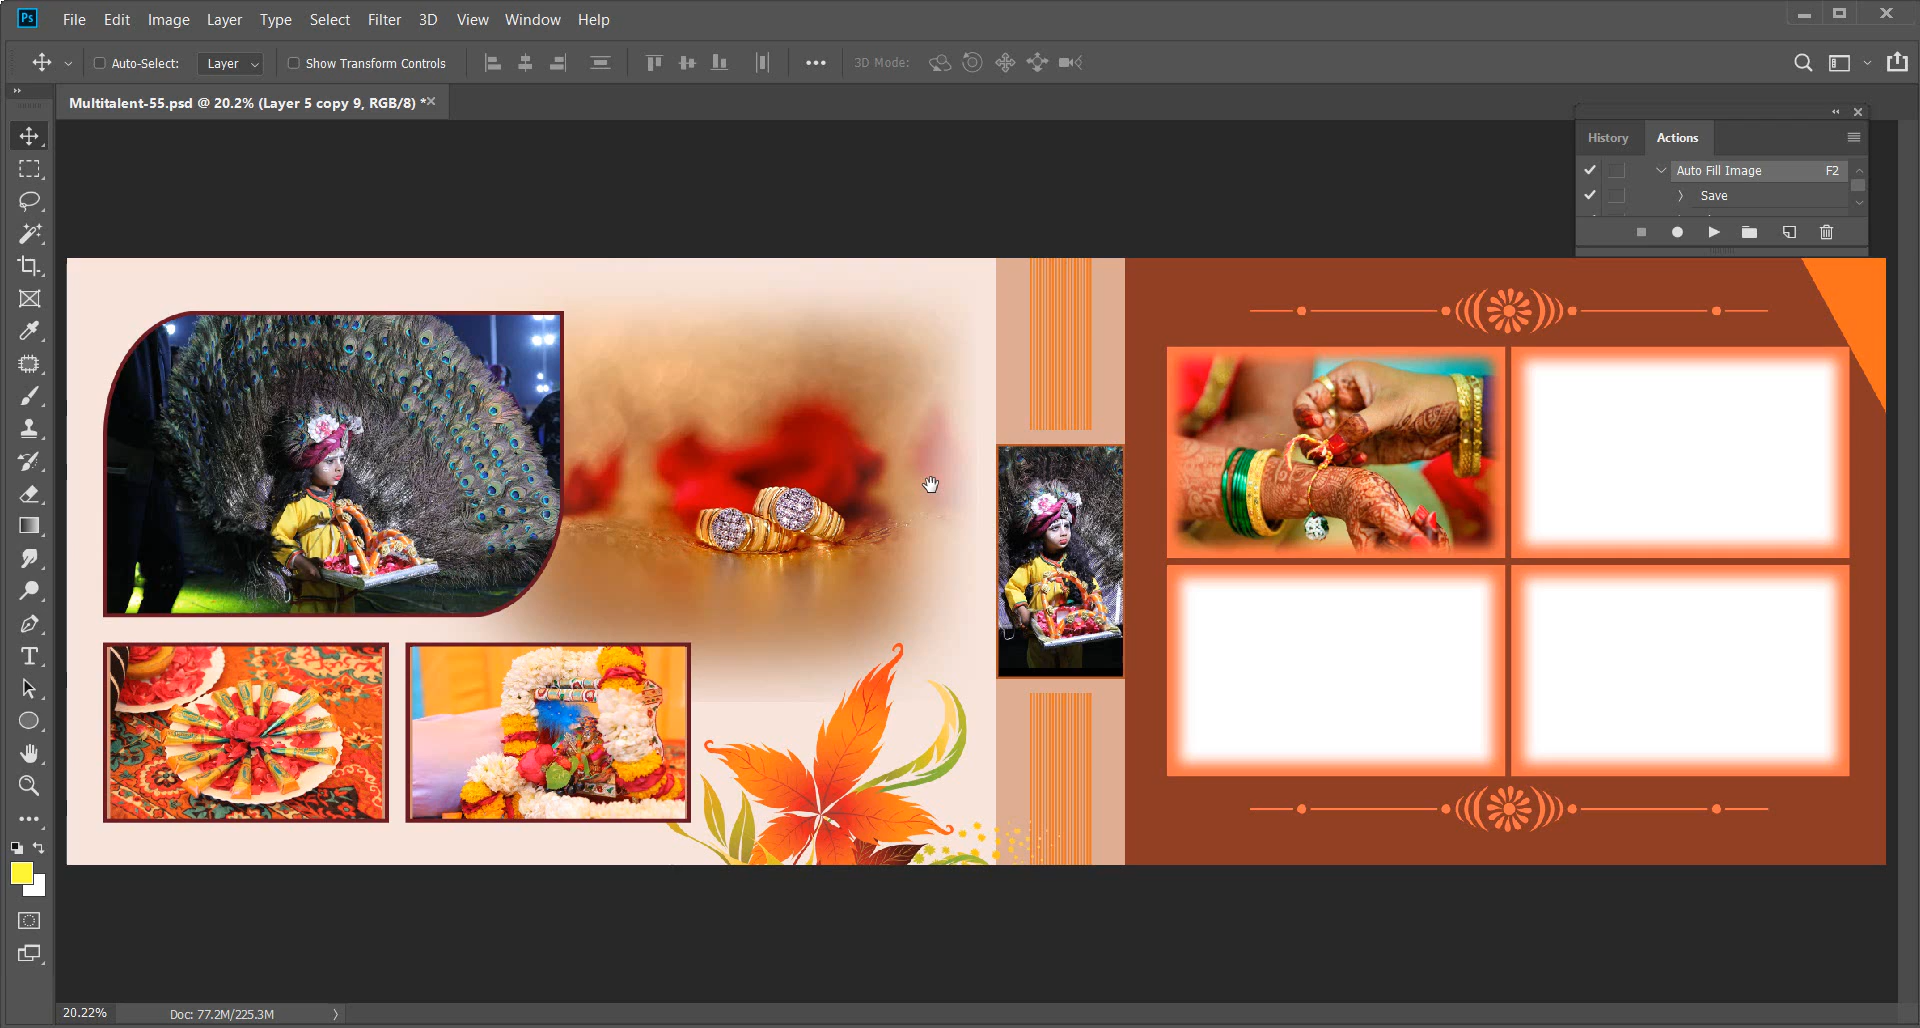 Ps File Edit Image Layer Type Select Filter 3D View Window Help
Auto-Select: Layer Show Transform Controls 3D Mode:
Multitalent-55.psd @ 20.2% (Layer 5 copy 9, RGB/8) *
History Actions
Auto Fill Image F2
Save
20.22% Doc: 77.2M/225.3M